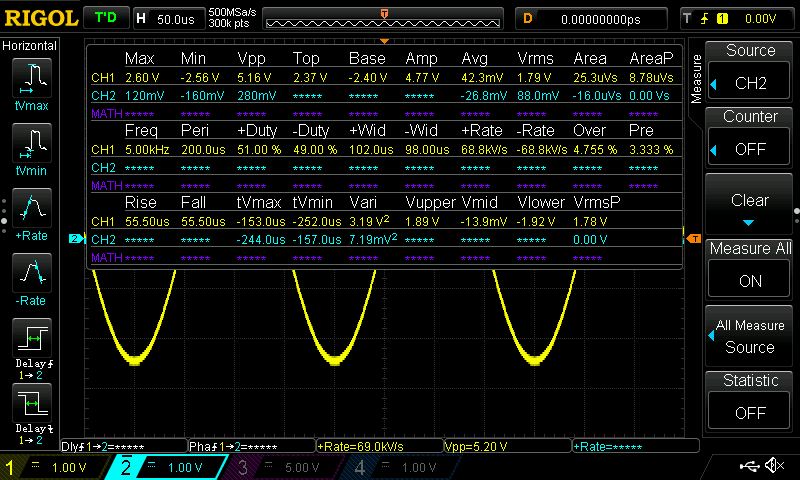 RIGOL T'D H 50.0us 500MSa/s D 0.00000000ps T 1 0.00V
300k pts
Horizontal
Max Min Vpp Top Base Amp Avg Vrms Area AreaP
CH1 2.60 V -2.56 V 5.16 V 2.37 V -2.40 V 4.77 V 42.3mV 1.79 V 25.3uVs 8.78uVs
CH2 120mV -160mV 280mV ***** ***** ***** -26.8mV 88.0mV -16.0uVs 0.00 Vs
MATH ***** ***** ***** ***** ***** ***** ***** ***** ***** *****
Freq Peri +Duty -Duty +Wid -Wid +Rate -Rate Over Pre
CH1 5.00kHz 200.0us 51.00 % 49.00 % 102.0us 98.00us 68.8kV/s -68.8kV/s 4.755 % 3.333 %
CH2 ***** ***** ***** ***** ***** ***** ***** ***** ***** *****
MATH ***** ***** ***** ***** ***** ***** ***** ***** ***** *****
Rise Fall tVmax tVmin Vari Vupper Vmid Vlower VrmsP
CH1 55.50us 55.50us -153.0us -252.0us 3.19 V² 1.89 V -13.9mV -1.92 V 1.78 V
CH2 ***** ***** -244.0us -157.0us 7.19mV² ***** ***** ***** 0.00 V
MATH ***** ***** ***** ***** ***** ***** ***** ***** *****
tVmax
tVmin
+Rate
-Rate
Delay
1→2
Delay
1→2
2
T
T
Measure
Source
CH2
Counter
OFF
Clear
Measure All
ON
All Measure
Source
Statistic
OFF
Dly 1→2=***** Pha 1→2=***** +Rate=69.0kV/s Vpp=5.20 V +Rate=*****
1 1.00 V 2 1.00 V 3 5.00 V 4 1.00 V